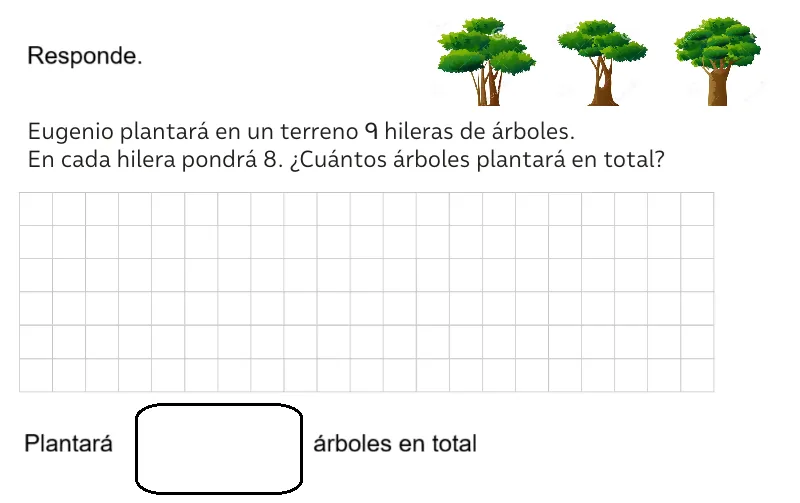 Responde.
Eugenio plantará en un terreno 9 hileras de árboles.
En cada hilera pondrá 8. ¿Cuántos árboles plantará en total?
Plantará árboles en total